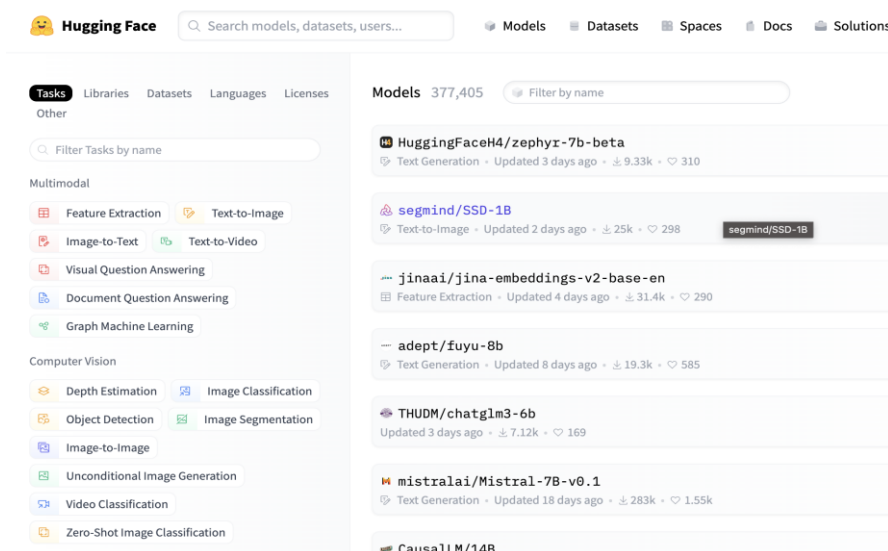 Hugging Face
Search models, datasets, users...
Models
Datasets
Spaces
Docs
Solutions
Tasks
Libraries
Datasets
Languages
Licenses
Other
Filter Tasks by name
Multimodal
Feature Extraction
Text-to-Image
Image-to-Text
Text-to-Video
Visual Question Answering
Document Question Answering
Graph Machine Learning
Computer Vision
Depth Estimation
Image Classification
Object Detection
Image Segmentation
Image-to-Image
Unconditional Image Generation
Video Classification
Zero-Shot Image Classification
Models 377,405
Filter by name
HuggingFaceH4/zephyr-7b-beta
Text Generation • Updated 3 days ago • 9.33k • 310
segmind/SSD-1B
Text-to-Image • Updated 2 days ago • 25k • 298
segmind/SSD-1B
jinaai/jina-embeddings-v2-base-en
Feature Extraction • Updated 4 days ago • 31.4k • 290
adept/fuyu-8b
Text Generation • Updated 8 days ago • 19.3k • 585
THUDM/chatglm3-6b
Updated 3 days ago • 7.12k • 169
mistralai/Mistral-7B-v0.1
Text Generation • Updated 18 days ago • 283k • 1.55k
CausalLM/14B